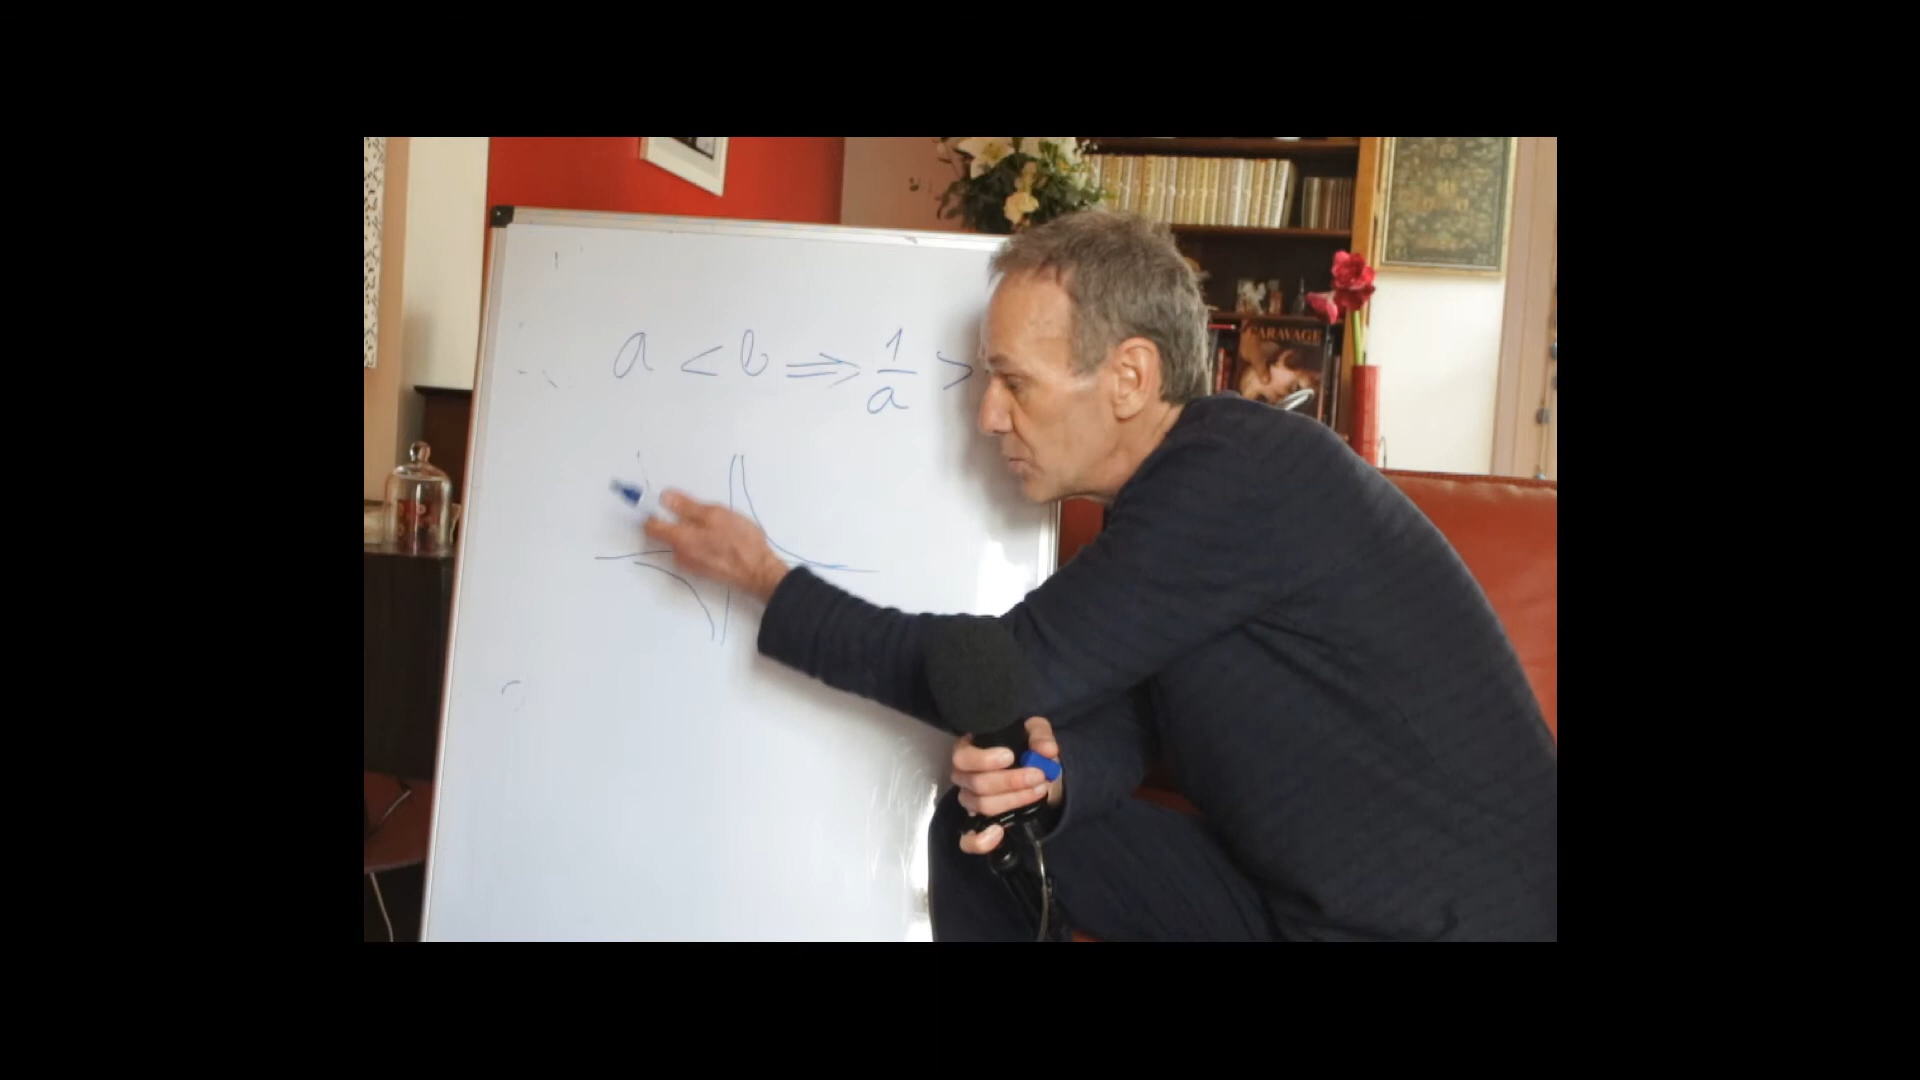 CARAVAGE
a < b ⇒ 1/a >